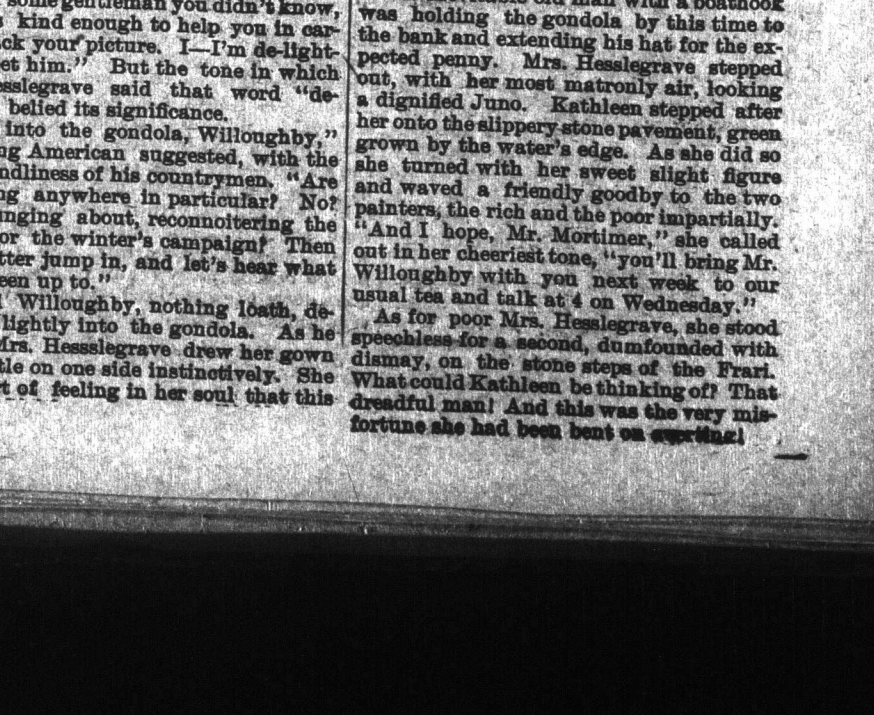 some gentleman you didn't know,
kind enough to help you in car-
ck your picture. I—I'm de-light-
et him." But the tone in which
esslegrave said that word "de-
belied its significance.
into the gondola, Willoughby,"
ng American suggested, with the
ndliness of his countrymen. "Are
ng anywhere in particular? No?
nging about, reconnoitering the
or the winter's campaign? Then
tter jump in, and let's hear what
een up to."
Willoughby, nothing loath, de-
lightly into the gondola. As he
Mrs. Hessslegrave drew her gown
tle on one side instinctively. She
rt of feeling in her soul that this
old man with a boathook
was holding the gondola by this time to
the bank and extending his hat for the ex-
pected penny. Mrs. Hesslegrave stepped
out, with her most matronly air, looking
a dignified Juno. Kathleen stepped after
her onto the slippery stone pavement, green
grown by the water's edge. As she did so
she turned with her sweet slight figure
and waved a friendly goodby to the two
painters, the rich and the poor impartially.
"And I hope, Mr. Mortimer," she called
out in her cheeriest tone, "you'll bring Mr.
Willoughby with you next week to our
usual tea and talk at 4 on Wednesday."
As for poor Mrs. Hesslegrave, she stood
speechless for a second, dumfounded with
dismay, on the stone steps of the Frari.
What could Kathleen be thinking of? That
dreadful man! And this was the very mis-
fortune she had been bent on averting!